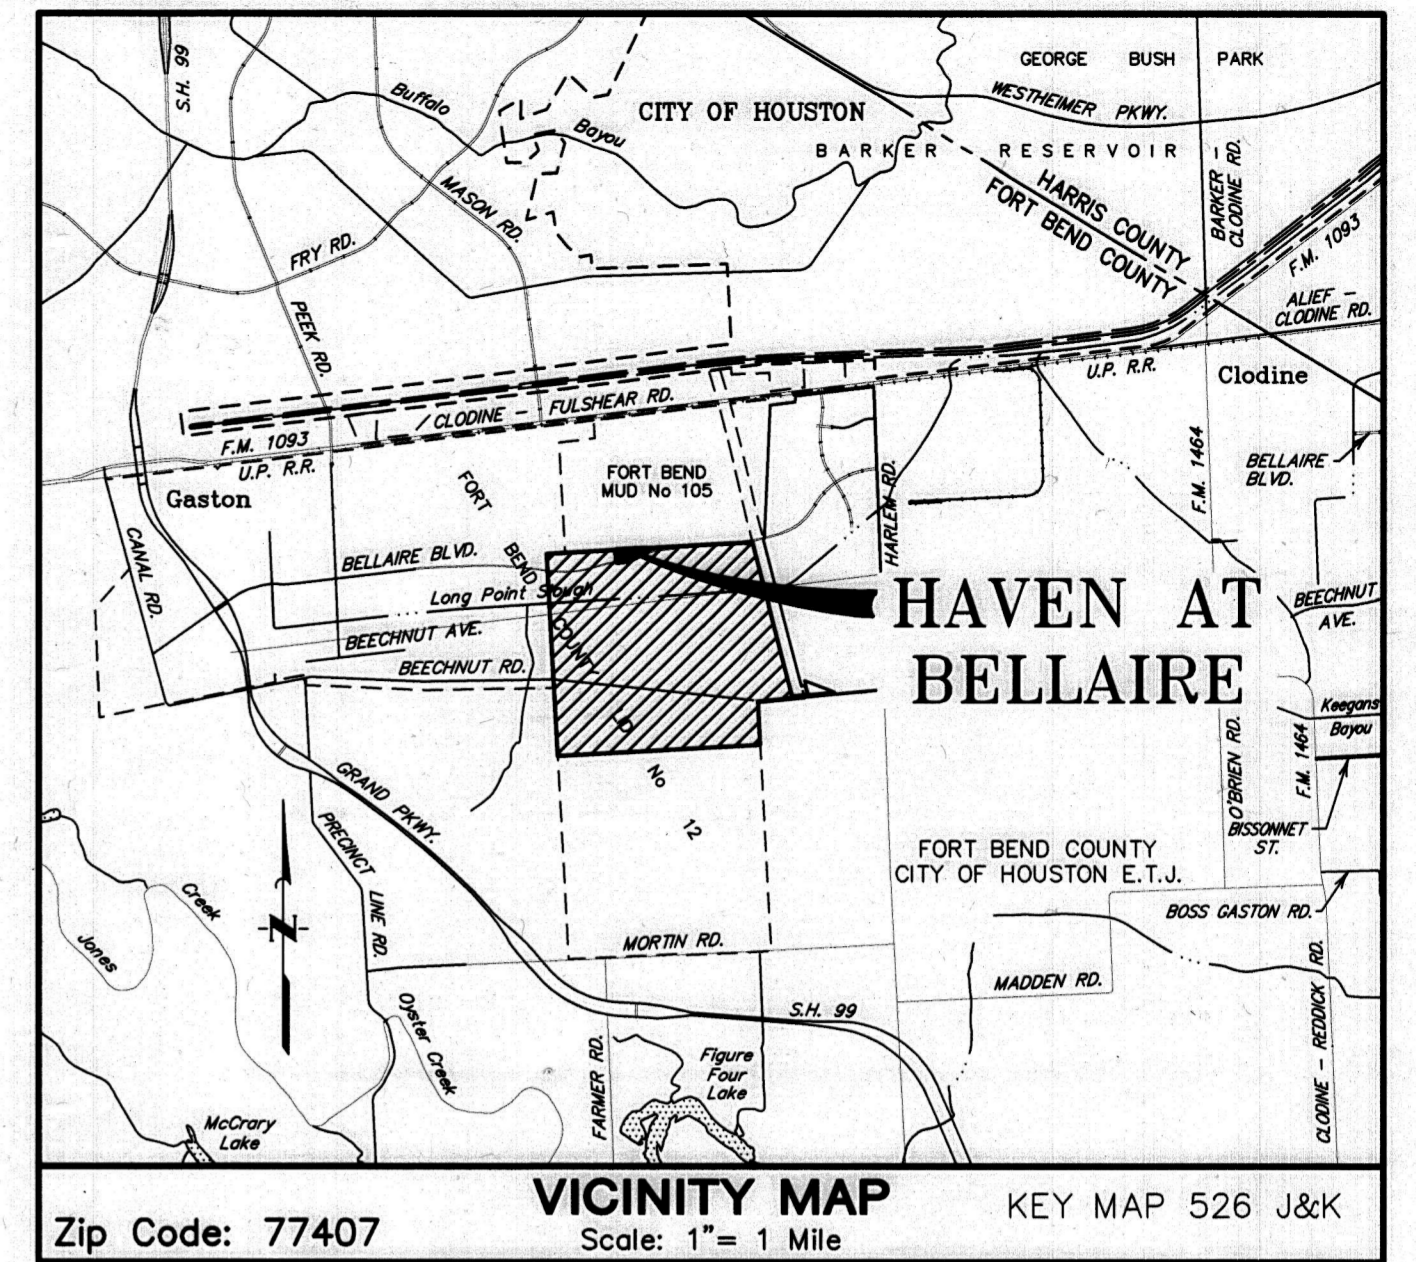 S.H. 99
Buffalo
Bayou
CITY OF HOUSTON
GEORGE BUSH PARK
WESTHEIMER PKWY.
BARKER RESERVOIR
BARKER –
CLODINE RD.
HARRIS COUNTY
FORT BEND COUNTY
MASON RD.
FRY RD.
PEEK RD.
F.M. 1093
ALIEF –
CLODINE RD.
U.P. R.R.
Clodine
CLODINE – FULSHEAR RD.
F.M. 1093
U.P. R.R.
Gaston
FORT
BEND
COUNTY
LID
No
12
FORT BEND
MUD No 105
HARLEM RD.
F.M. 1464
BELLAIRE
BLVD.
CANAL RD.
BELLAIRE BLVD.
Long Point Slough
BEECHNUT AVE.
BEECHNUT RD.
HAVEN AT
BELLAIRE
BEECHNUT
AVE.
Keegans
Bayou
O'BRIEN RD.
F.M. 1464
BISSONNET
ST.
GRAND PKWY.
PRECINCT LINE RD.
FORT BEND COUNTY
CITY OF HOUSTON E.T.J.
BOSS GASTON RD.
Jones
Creek
N
MORTIN RD.
MADDEN RD.
S.H. 99
Oyster Creek
FARMER RD.
Figure
Four
Lake
CLODINE – REDDICK RD.
McCrary
Lake
Zip Code: 77407
VICINITY MAP
Scale: 1"= 1 Mile
KEY MAP 526 J&K